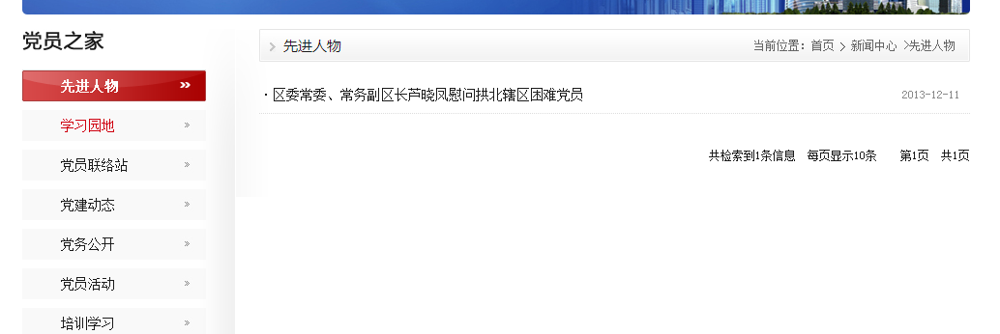 党员之家
先进人物
学习园地
党员联络站
党建动态
党务公开
党员活动
培训学习
先进人物
当前位置：首页 > 新闻中心 >先进人物
·区委常委、常务副区长芦晓凤慰问拱北辖区困难党员 2013-12-11
共检索到1条信息 每页显示10条 第1页 共1页